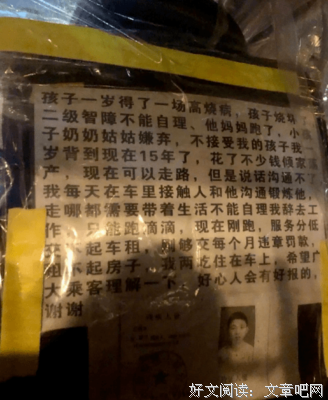 孩子一岁得了一场高烧病，孩子烧坏
二级智障不能自理、他妈妈跑了，小孩
子奶奶姑姑嫌弃，不接受我的孩子我一
岁背到现在15年了，花了不少钱倾家
产，现在可以走路，但是说话沟通不了
我每天在车里接触人和他沟通锻炼他，
走哪都需要带着生活不能自理我辞去工
作，只能跑滴滴，现在刚跑，服务分低
交不起车租，刚够交每个月违章罚款，
租不起房子，我两吃住在车上，希望广
大乘客理解一下，好心人会有好报的，
谢谢
好文阅读：文章吧网